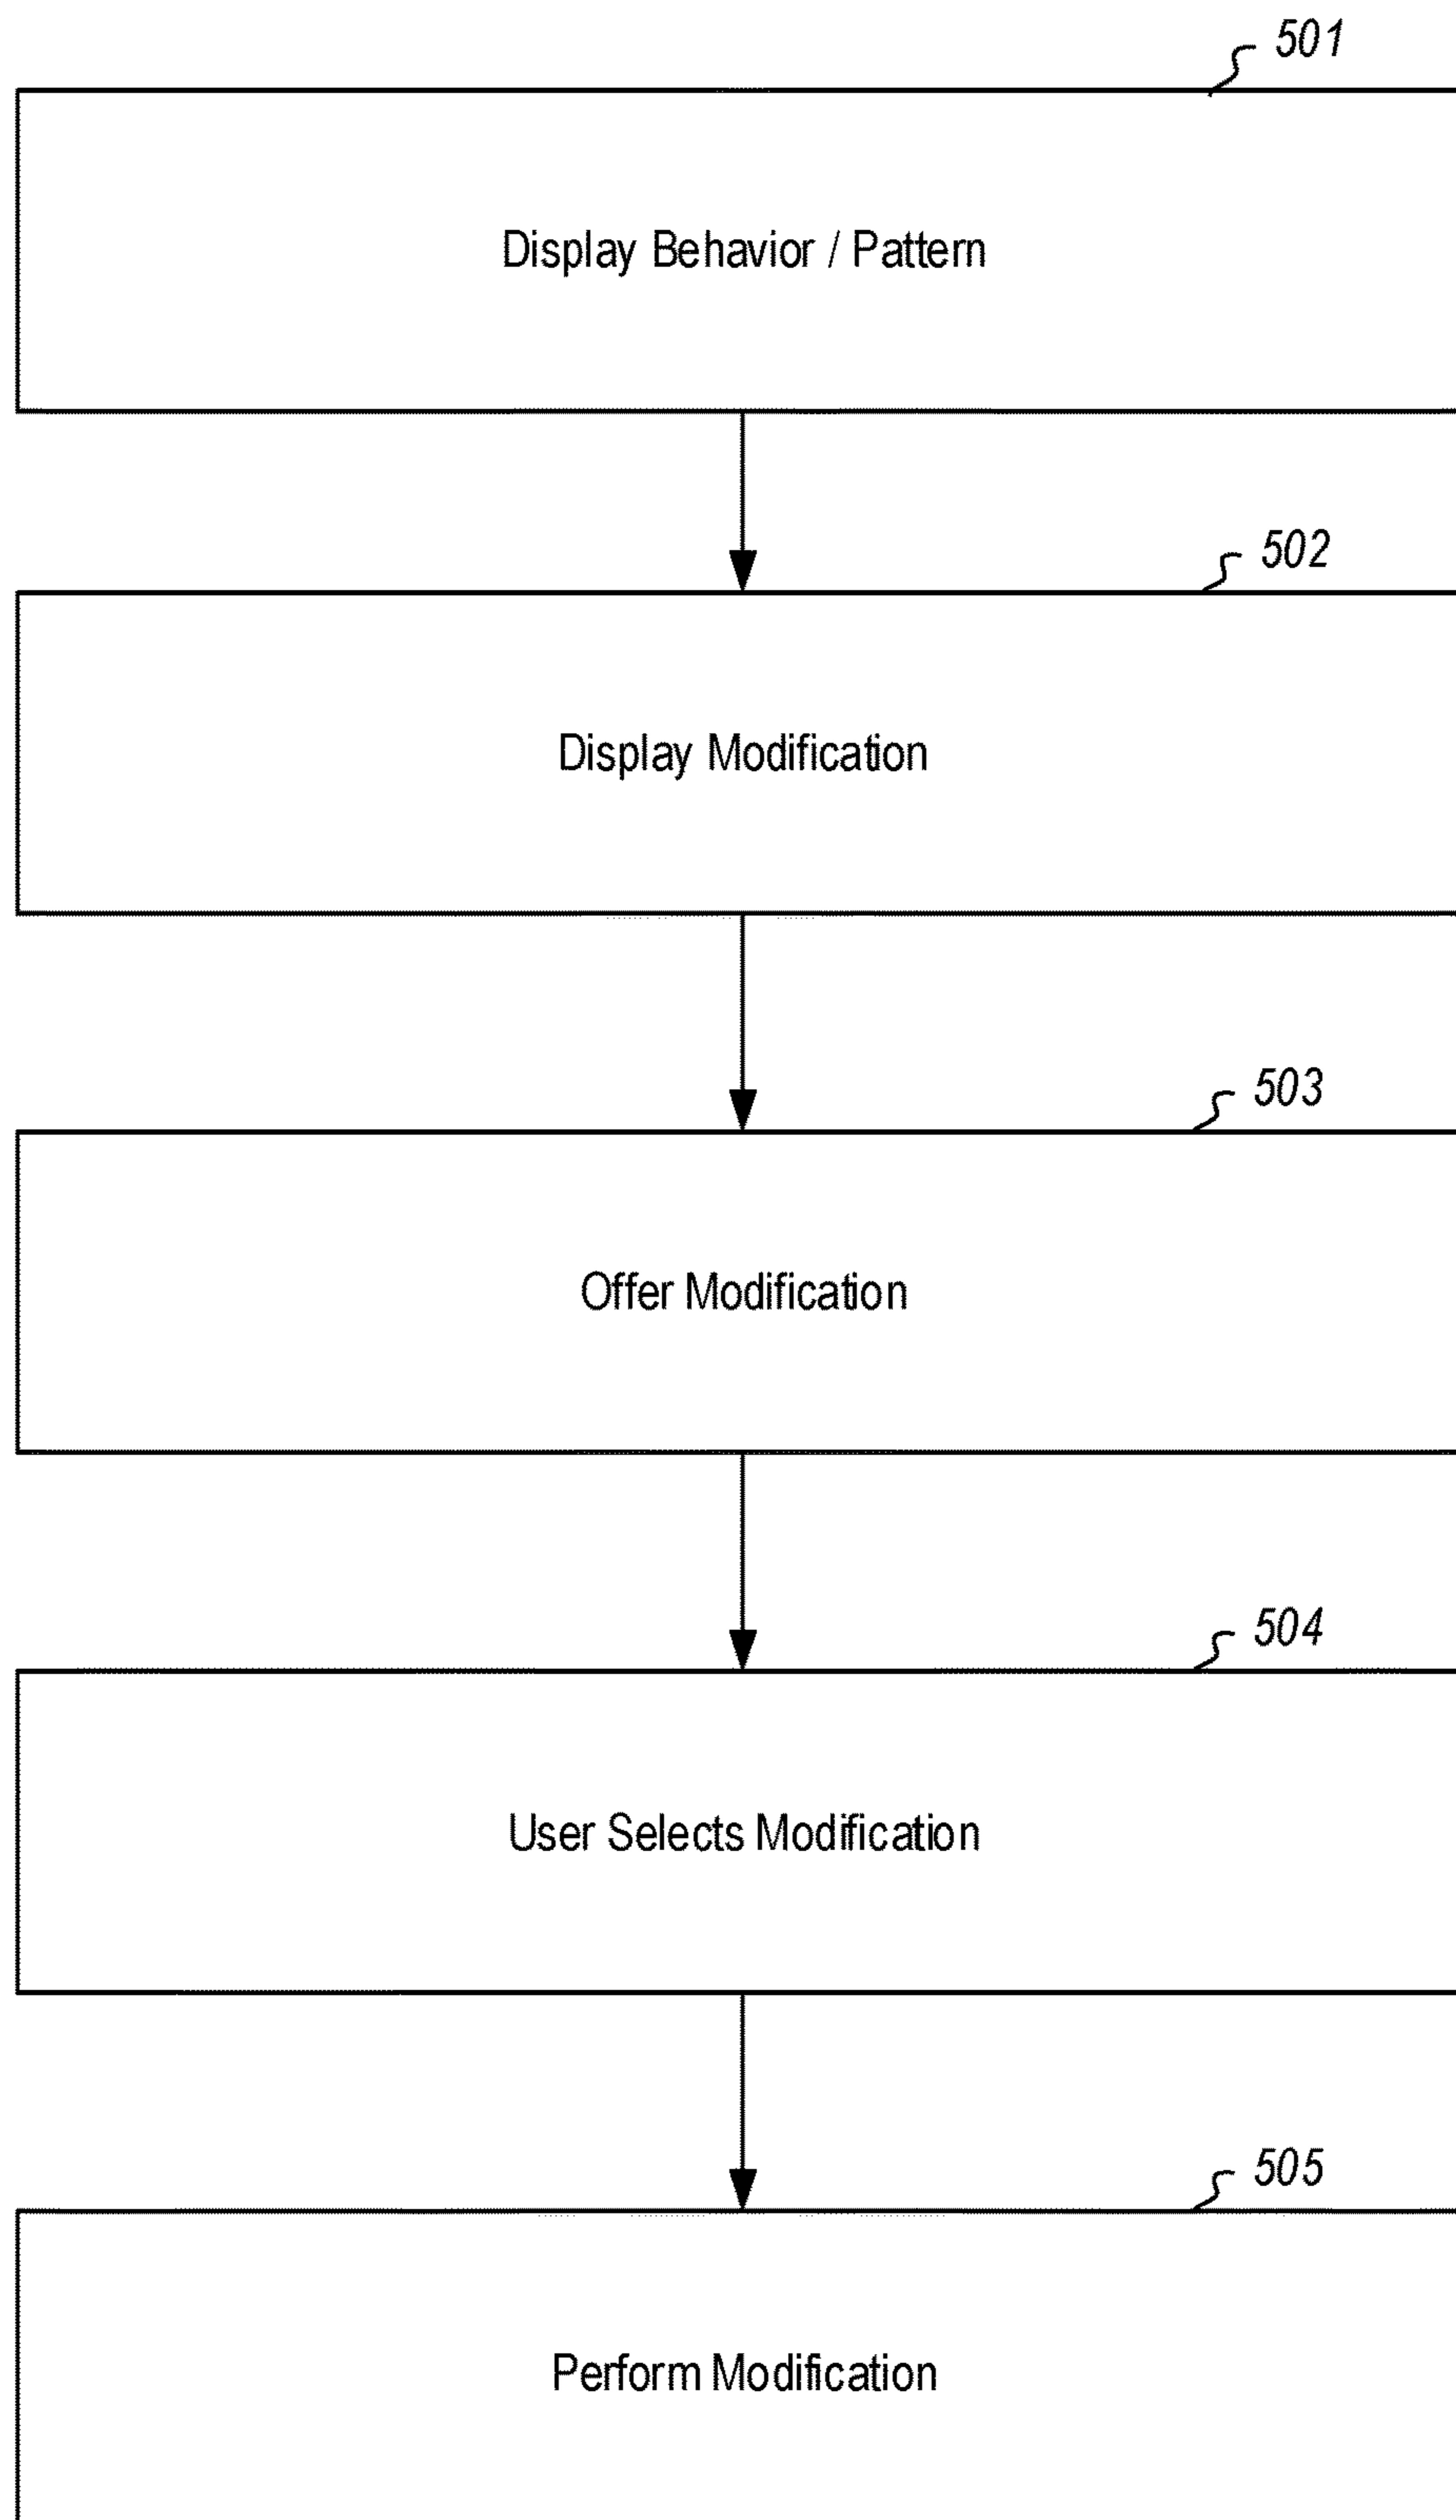 501
Display Behavior / Pattern
502
Display Modification
503
Offer Modification
504
User Selects Modification
505
Perform Modification